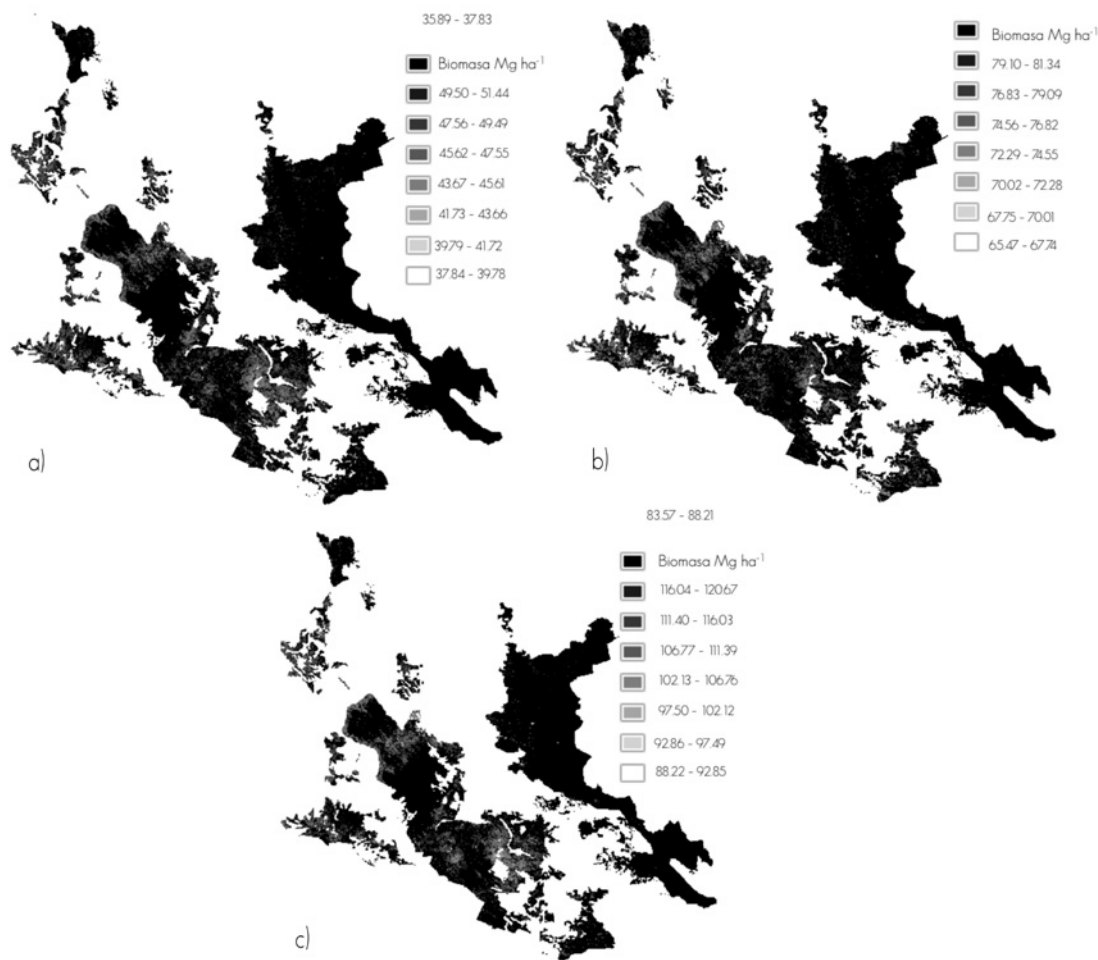 35.89 - 37.83
Biomasa Mg ha⁻¹
49.50 - 51.44
47.56 - 49.49
45.62 - 47.55
43.67 - 45.61
41.73 - 43.66
39.79 - 41.72
37.84 - 39.78
a)
Biomasa Mg ha⁻¹
79.10 - 81.34
76.83 - 79.09
74.56 - 76.82
72.29 - 74.55
70.02 - 72.28
67.75 - 70.01
65.47 - 67.74
b)
83.57 - 88.21
Biomasa Mg ha⁻¹
116.04 - 120.67
111.40 - 116.03
106.77 - 111.39
102.13 - 106.76
97.50 - 102.12
92.86 - 97.49
88.22 - 92.85
c)